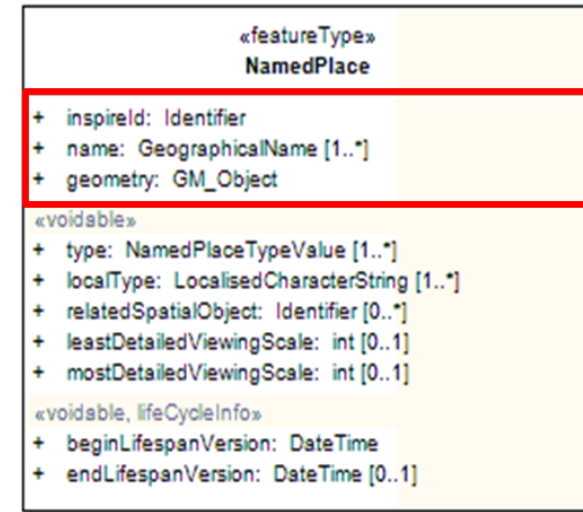 «featureType»
NamedPlace
+ inspireId: Identifier
+ name: GeographicalName [1..*]
+ geometry: GM_Object
«voidable»
+ type: NamedPlaceTypeValue [1..*]
+ localType: LocalisedCharacterString [1..*]
+ relatedSpatialObject: Identifier [0..*]
+ leastDetailedViewingScale: int [0..1]
+ mostDetailedViewingScale: int [0..1]
«voidable, lifeCycleInfo»
+ beginLifespanVersion: DateTime
+ endLifespanVersion: DateTime [0..1]